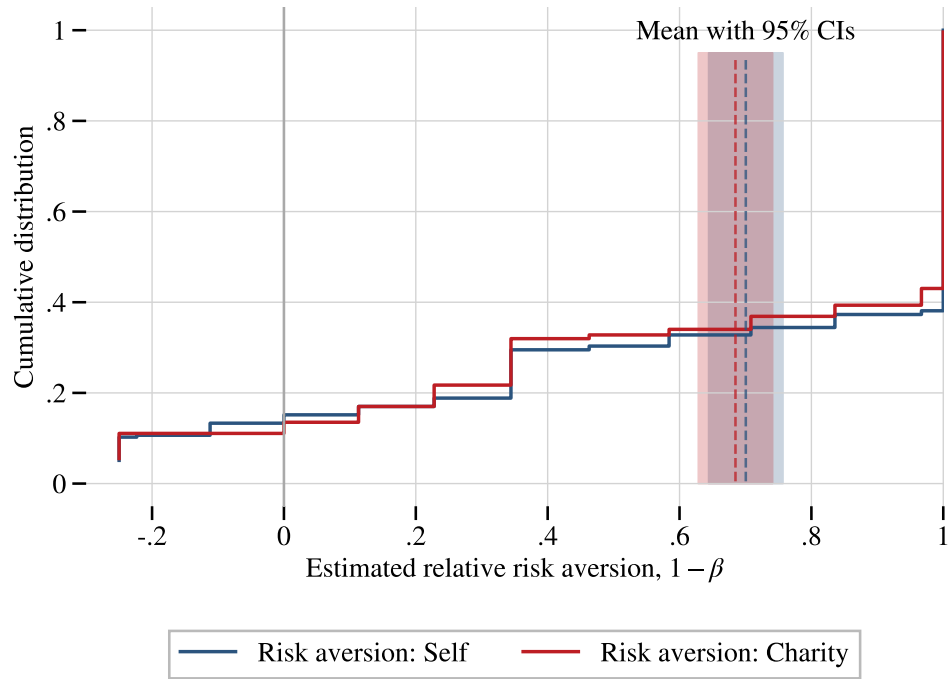 Mean with 95% CIs
1
.8
.6
.4
.2
0
Cumulative distribution
-.2 0 .2 .4 .6 .8 1
Estimated relative risk aversion, 1 − β
Risk aversion: Self Risk aversion: Charity